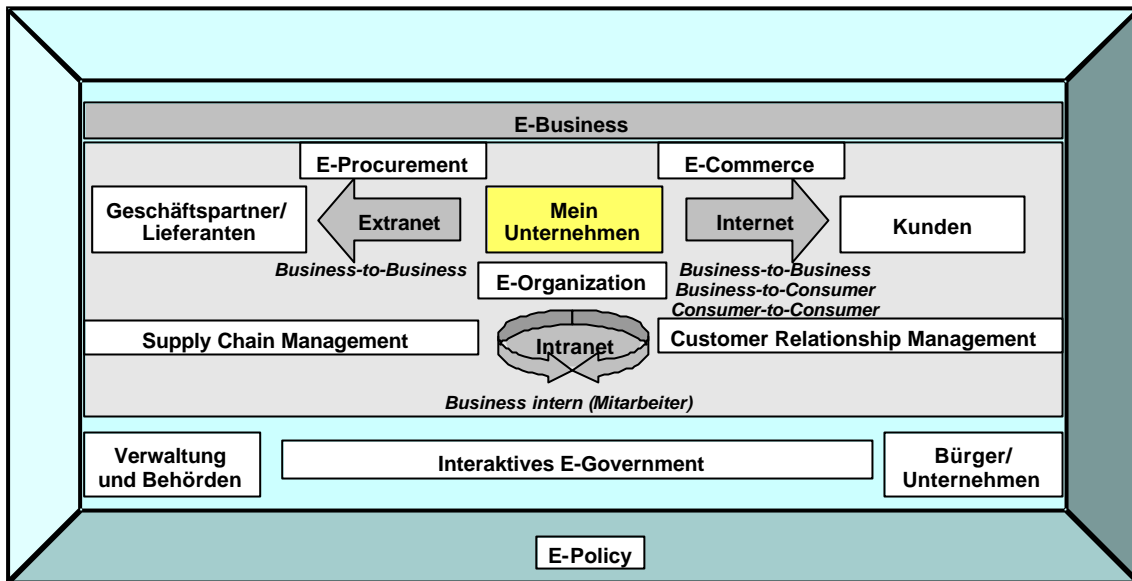 E-Business
E-Procurement
E-Commerce
Geschäftspartner/
Lieferanten
Extranet
Mein
Unternehmen
Internet
Kunden
Business-to-Business
E-Organization
Business-to-Business
Business-to-Consumer
Consumer-to-Consumer
Supply Chain Management
Intranet
Customer Relationship Management
Business intern (Mitarbeiter)
Verwaltung
und Behörden
Interaktives E-Government
Bürger/
Unternehmen
E-Policy